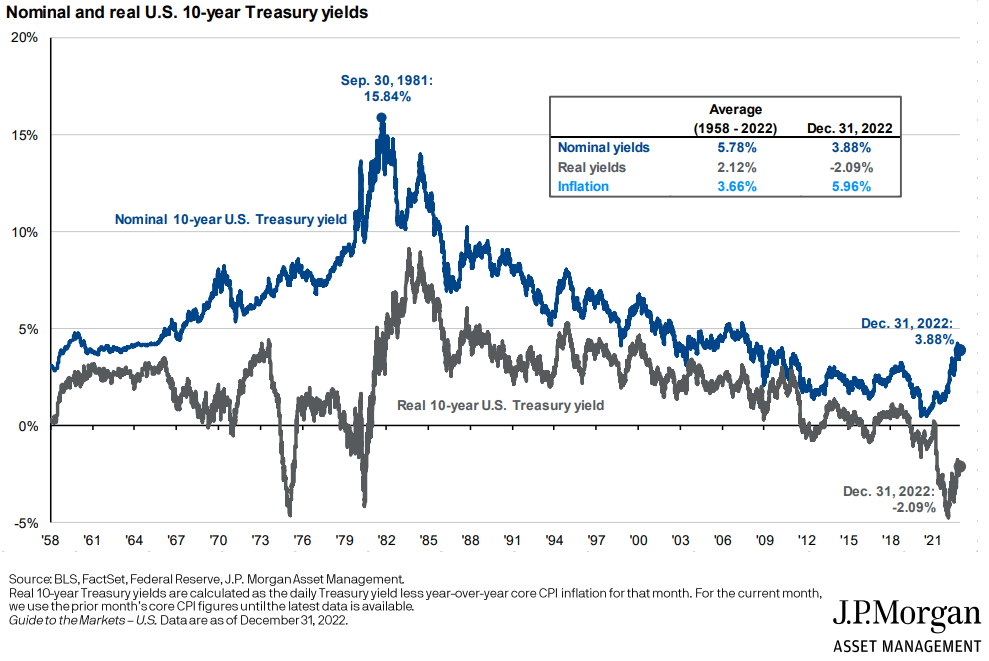 Nominal and real U.S. 10-year Treasury yields
20%
Sep. 30, 1981:
15.84%
Average
(1958 - 2022) Dec. 31, 2022
Nominal yields 5.78% 3.88%
Real yields 2.12% -2.09%
Inflation 3.66% 5.96%
15%
Nominal 10-year U.S. Treasury yield
10%
5%
Dec. 31, 2022:
3.88%
Real 10-year U.S. Treasury yield
0%
Dec. 31, 2022:
-2.09%
-5%
'58 '61 '64 '67 '70 '73 '76 '79 '82 '85 '88 '91 '94 '97 '00 '03 '06 '09 '12 '15 '18 '21
Source: BLS, FactSet, Federal Reserve, J.P. Morgan Asset Management.
Real 10-year Treasury yields are calculated as the daily Treasury yield less year-over-year core CPI inflation for that month. For the current month,
we use the prior month's core CPI figures until the latest data is available.
Guide to the Markets – U.S. Data are as of December 31, 2022.
J.P.Morgan
ASSET MANAGEMENT